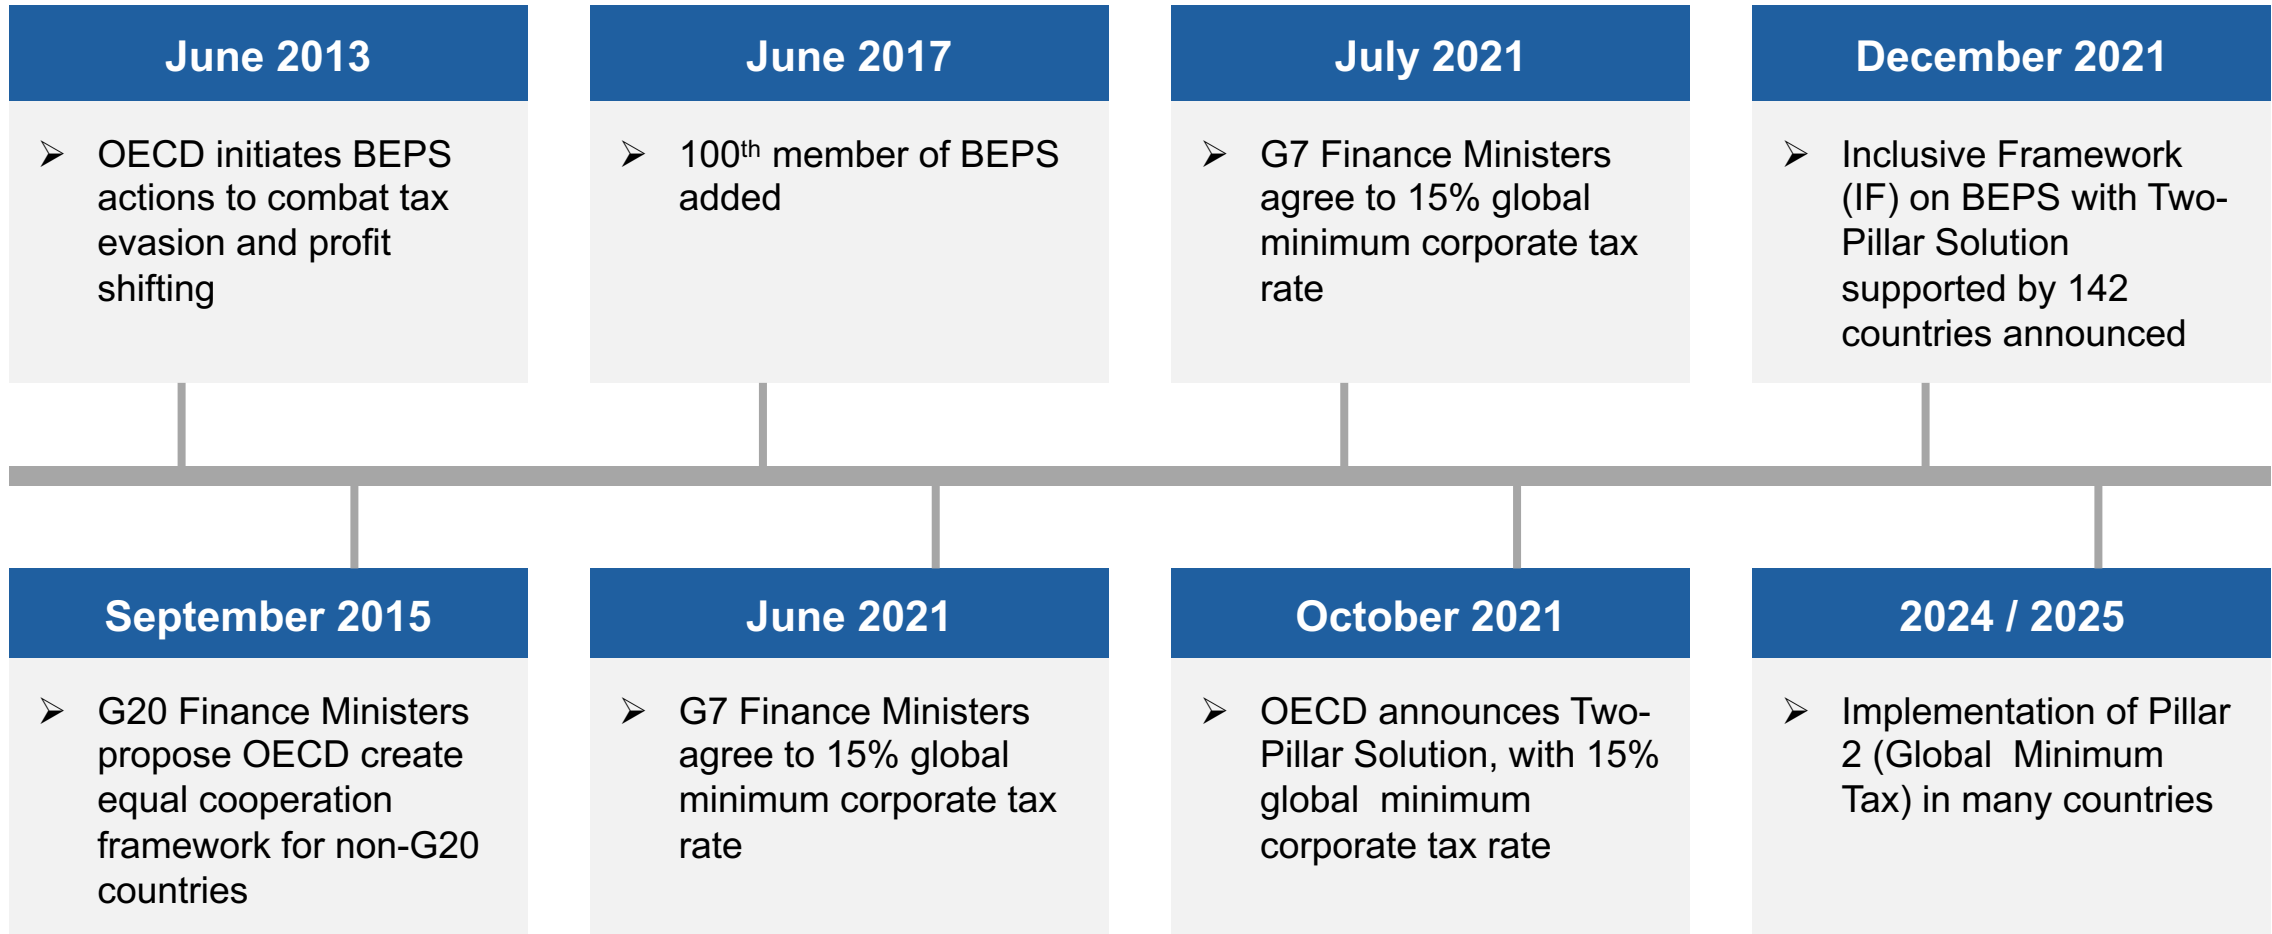 June 2013
➢ OECD initiates BEPS
actions to combat tax
evasion and profit
shifting
June 2017
➢ 100th member of BEPS
added
July 2021
➢ G7 Finance Ministers
agree to 15% global
minimum corporate tax
rate
December 2021
➢ Inclusive Framework
(IF) on BEPS with Two-
Pillar Solution
supported by 142
countries announced
September 2015
➢ G20 Finance Ministers
propose OECD create
equal cooperation
framework for non-G20
countries
June 2021
➢ G7 Finance Ministers
agree to 15% global
minimum corporate tax
rate
October 2021
➢ OECD announces Two-
Pillar Solution, with 15%
global  minimum
corporate tax rate
2024 / 2025
➢ Implementation of Pillar
2 (Global  Minimum
Tax) in many countries